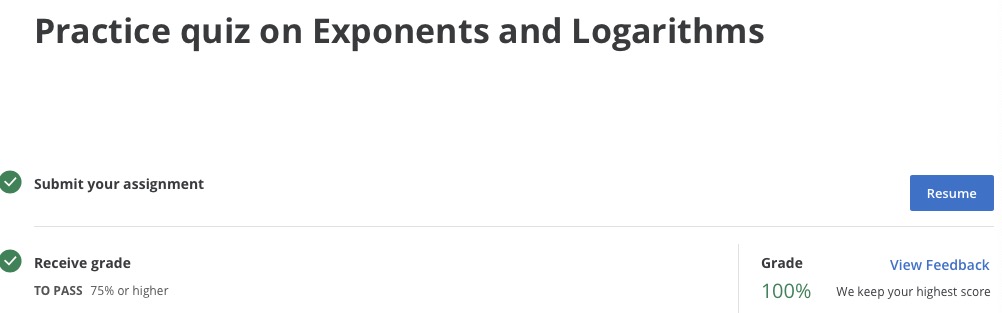 Practice quiz on Exponents and Logarithms
Submit your assignment
Resume
Receive grade
TO PASS 75% or higher
Grade
100%
View Feedback
We keep your highest score